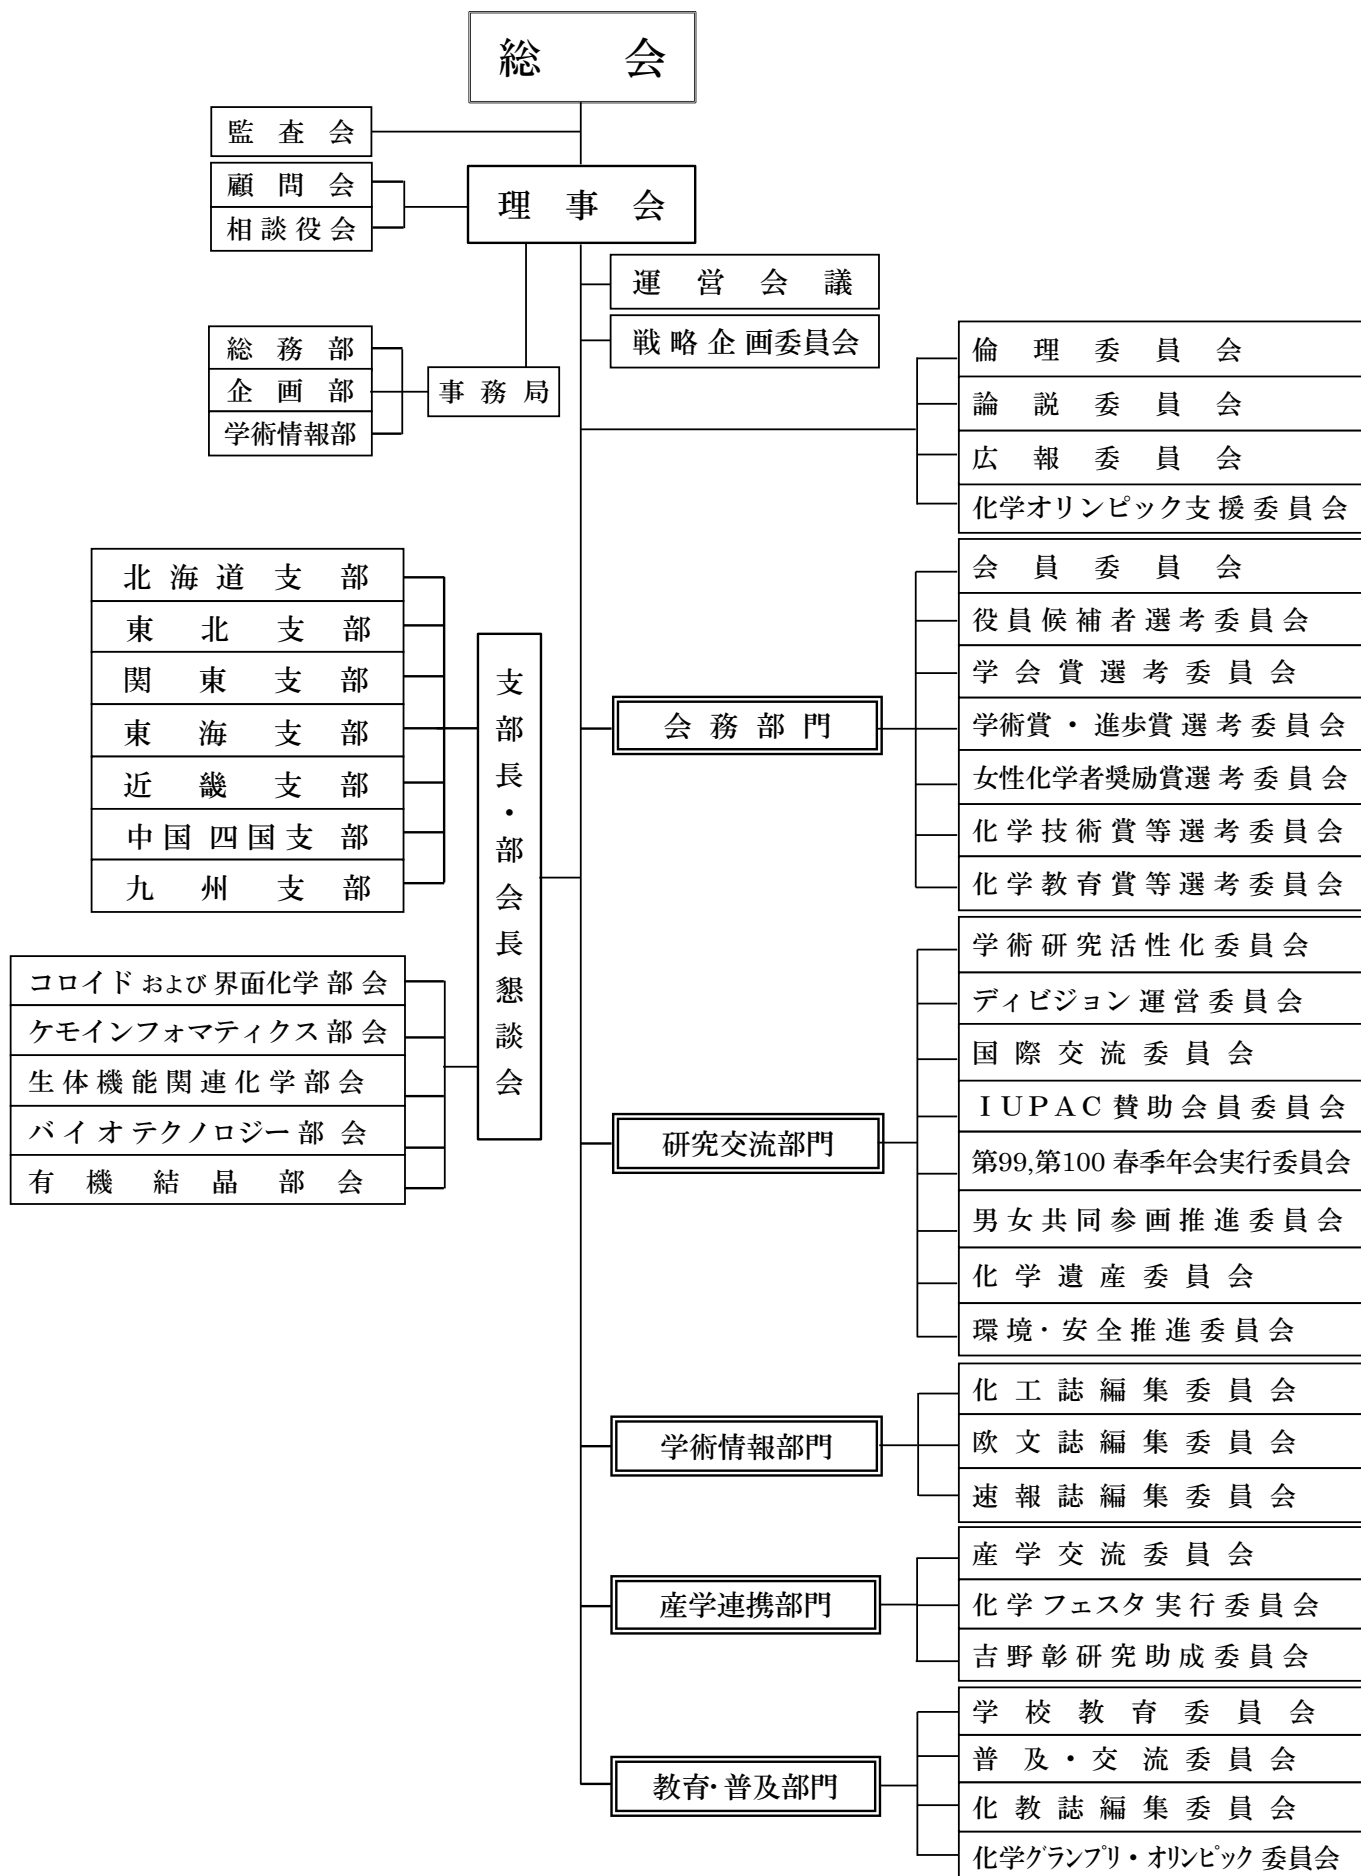 総会
監査会
顧問会
相談役会
理事会
運営会議
戦略企画委員会
総務部
企画部
学術情報部
事務局
倫理委員会
論説委員会
広報委員会
化学オリンピック支援委員会
北海道支部
東北支部
関東支部
東海支部
近畿支部
中国四国支部
九州支部
コロイドおよび界面化学部会
ケモインフォマティクス部会
生体機能関連化学部会
バイオテクノロジー部会
有機結晶部会
支部長・部会長懇談会
会務部門
会員委員会
役員候補者選考委員会
学会賞選考委員会
学術賞・進歩賞選考委員会
女性化学者奨励賞選考委員会
化学技術賞等選考委員会
化学教育賞等選考委員会
研究交流部門
学術研究活性化委員会
ディビジョン運営委員会
国際交流委員会
IUPAC賛助会員委員会
第99,第100春季年会実行委員会
男女共同参画推進委員会
化学遺産委員会
環境・安全推進委員会
学術情報部門
化工誌編集委員会
欧文誌編集委員会
速報誌編集委員会
産学連携部門
産学交流委員会
化学フェスタ実行委員会
吉野彰研究助成委員会
教育・普及部門
学校教育委員会
普及・交流委員会
化教誌編集委員会
化学グランプリ・オリンピック委員会